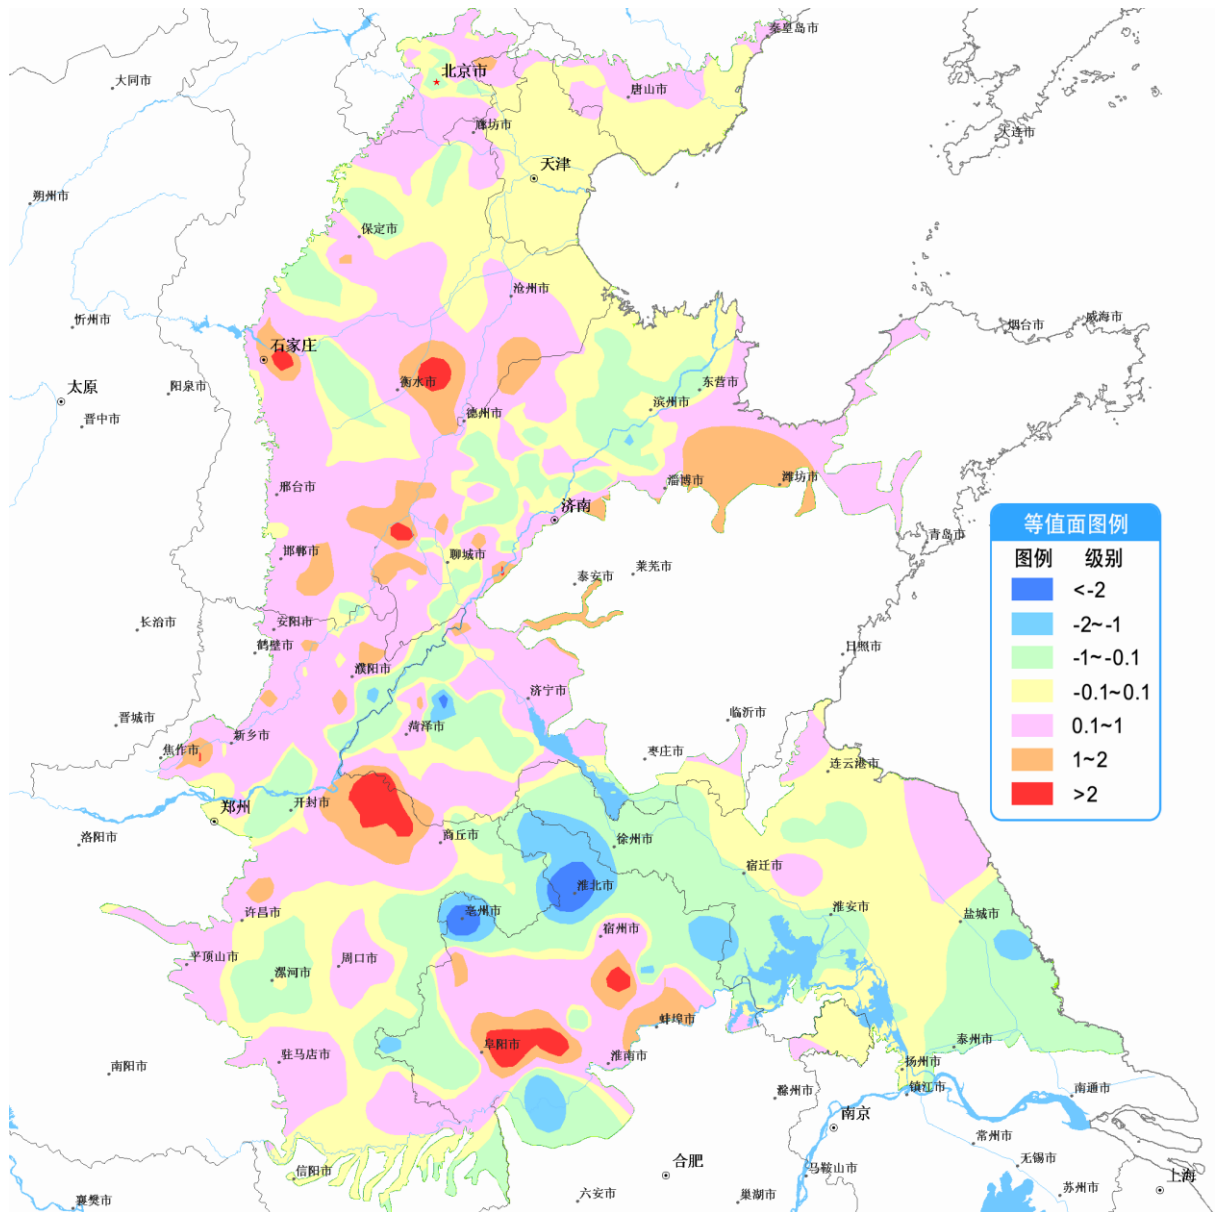 秦皇岛市
大同市
北京市
唐山市
廊坊市
大连市
天津
朔州市
保定市
沧州市
忻州市
烟台市
威海市
石家庄
太原
阳泉市
衡水市
东营市
滨州市
晋中市
德州市
邢台市
淄博市
潍坊市
济南
青岛市
邯郸市
聊城市
泰安市
莱芜市
长治市
安阳市
鹤壁市
日照市
濮阳市
济宁市
晋城市
菏泽市
临沂市
焦作市
新乡市
枣庄市
连云港市
郑州
开封市
洛阳市
商丘市
徐州市
宿迁市
淮北市
许昌市
亳州市
淮安市
盐城市
宿州市
平顶山市
周口市
漯河市
蚌埠市
驻马店市
阜阳市
淮南市
泰州市
扬州市
南阳市
滁州市
镇江市
南通市
南京
常州市
合肥
无锡市
信阳市
马鞍山市
上海
苏州市
襄樊市
六安市
巢湖市
等值面图例
图例 级别
<-2
-2~-1
-1~-0.1
-0.1~0.1
0.1~1
1~2
>2